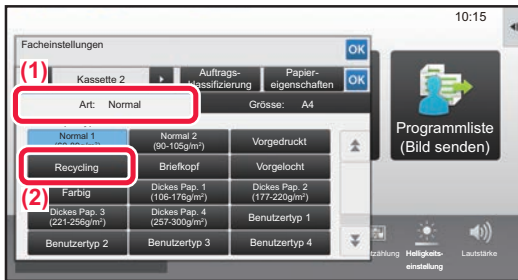 10:15
Facheinstellungen
OK
(1)
Kassette 2
Auftrags-
klassifizierung
Papier-
eigenschaften
OK
Art: Normal
Grösse: A4
Normal 1
Normal 2
(90-105g/m²)
Vorgedruckt
Recycling
Briefkopf
Vorgelocht
(2)
Farbig
Dickes Pap. 1
(106-176g/m²)
Dickes Pap. 2
(177-220g/m²)
Dickes Pap. 3
(221-256g/m²)
Dickes Pap. 4
(257-300g/m²)
Benutzertyp 1
Benutzertyp 2
Benutzertyp 3
Benutzertyp 4
Programmliste
(Bild senden)
tzählung
Helligkeits-
einstellung
Lautstärke